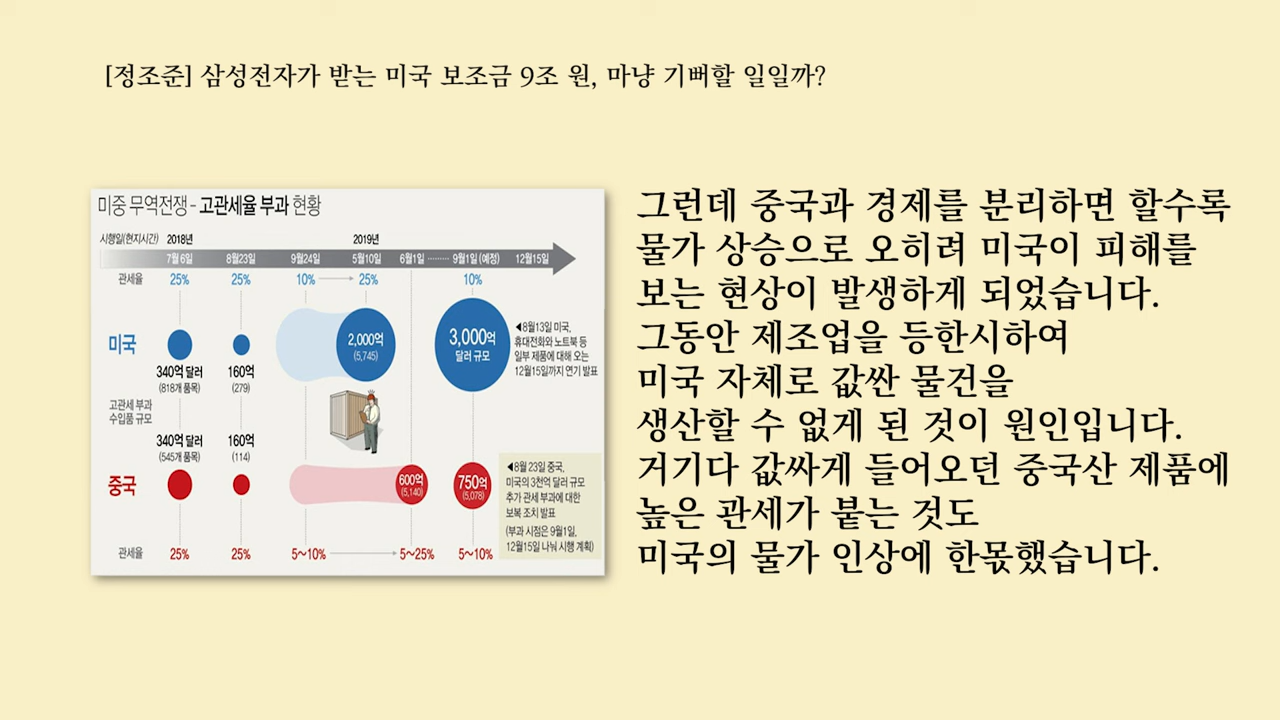 [정조준] 삼성전자가 받는 미국 보조금 9조 원, 마냥 기뻐할 일일까?
미중 무역전쟁 - 고관세율 부과 현황
시행일(현지시간) 2018년 2019년
7월 6일 8월23일 9월24일 5월10일 6월1일 ········ 9월1일 (예정) 12월15일
관세율 25% 25% 10% 25% 10%
미국
340억 달러
(818개 품목)
160억
(279)
2,000억
(5,745)
3,000억
달러 규모
◀8월13일 미국,
휴대전화와 노트북 등
일부 제품에 대해 오는
12월15일까지 연기 발표
고관세 부과
수입품 규모
중국
340억 달러
(545개 품목)
160억
(114)
600억
(5,140)
750억
(5,078)
◀8월 23일 중국,
미국의 3천억 달러 규모
추가 관세 부과에 대한
보복 조치 발표
(부과 시점은 9월1일,
12월15일 나눠 시행 계획)
관세율 25% 25% 5~10% 5~25% 5~10%
그런데 중국과 경제를 분리하면 할수록
물가 상승으로 오히려 미국이 피해를
보는 현상이 발생하게 되었습니다.
그동안 제조업을 등한시하여
미국 자체로 값싼 물건을
생산할 수 없게 된 것이 원인입니다.
거기다 값싸게 들어오던 중국산 제품에
높은 관세가 붙는 것도
미국의 물가 인상에 한몫했습니다.